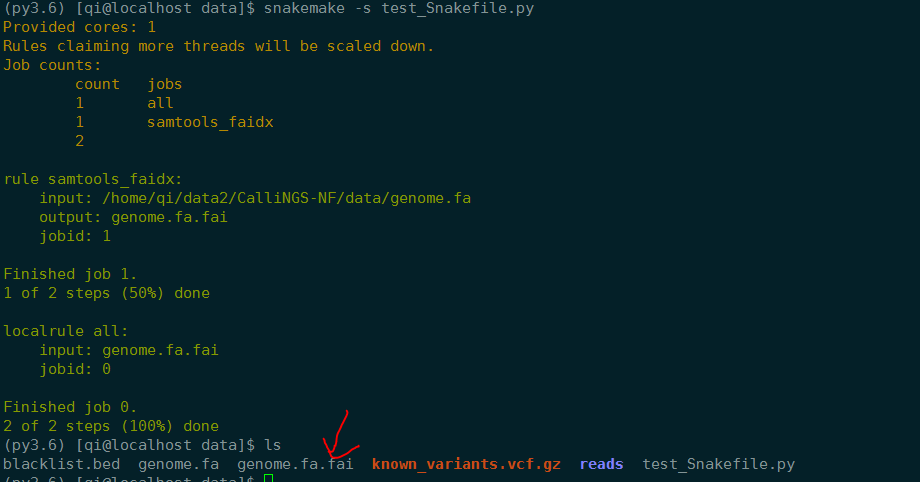 (py3.6) [qi@localhost data]$ snakemake -s test_Snakefile.py
Provided cores: 1
Rules claiming more threads will be scaled down.
Job counts:
        count   jobs
        1       all
        1       samtools_faidx
        2

rule samtools_faidx:
    input: /home/qi/data2/CalliNGS-NF/data/genome.fa
    output: genome.fa.fai
    jobid: 1

Finished job 1.
1 of 2 steps (50%) done

localrule all:
    input: genome.fa.fai
    jobid: 0

Finished job 0.
2 of 2 steps (100%) done
(py3.6) [qi@localhost data]$ ls
blacklist.bed  genome.fa  genome.fa.fai  known_variants.vcf.gz  reads  test_Snakefile.py
(py3.6) [qi@localhost data]$